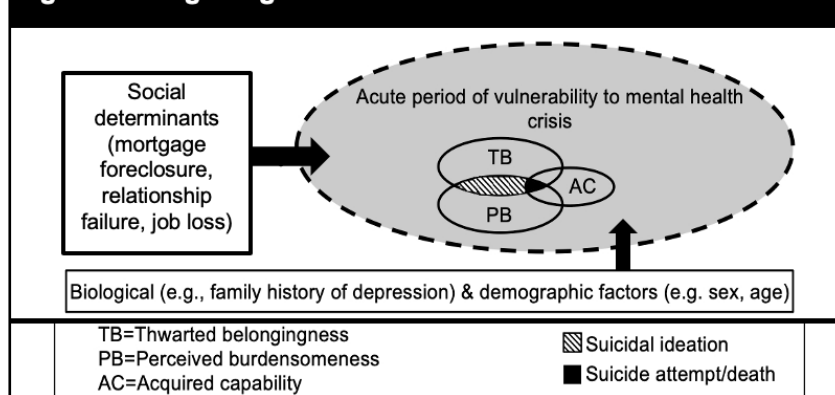 Social
determinants
(mortgage
foreclosure,
relationship
failure, job loss)
Acute period of vulnerability to mental health
crisis
TB
AC
PB
Biological (e.g., family history of depression) & demographic factors (e.g. sex, age)
TB=Thwarted belongingness
PB=Perceived burdensomeness
AC=Acquired capability
Suicidal ideation
Suicide attempt/death